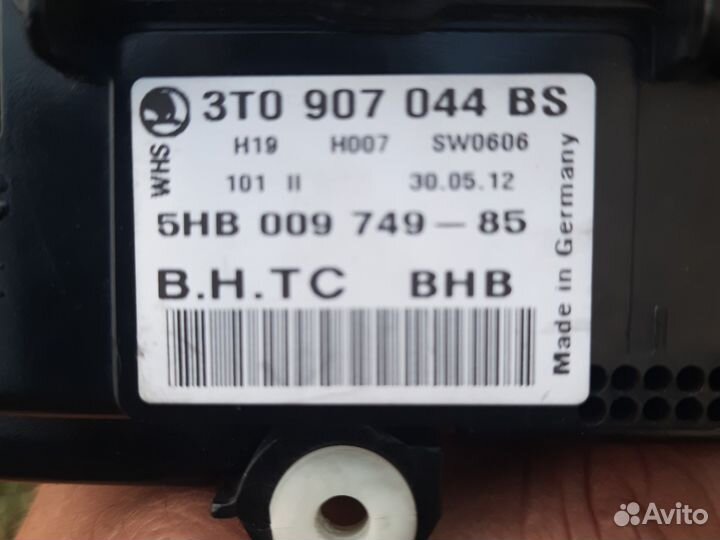 3T0 907 044 BS
WHS
H19 H007 SW0606
101 II 30.05.12
5HB 009 749-85
B.H.TC BHB
Made in Germany
Avito